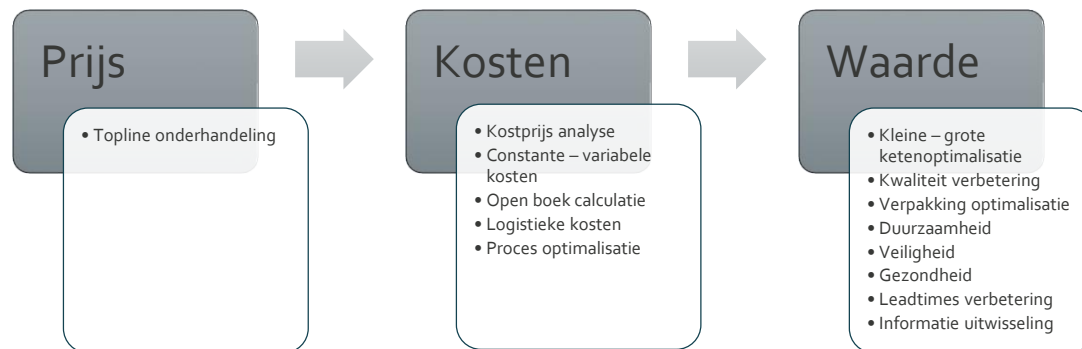 Prijs
• Topline onderhandeling
Kosten
• Kostprijs analyse
• Constante – variabele
kosten
• Open boek calculatie
• Logistieke kosten
• Proces optimalisatie
Waarde
• Kleine – grote
ketenoptimalisatie
• Kwaliteit verbetering
• Verpakking optimalisatie
• Duurzaamheid
• Veiligheid
• Gezondheid
• Leadtimes verbetering
• Informatie uitwisseling